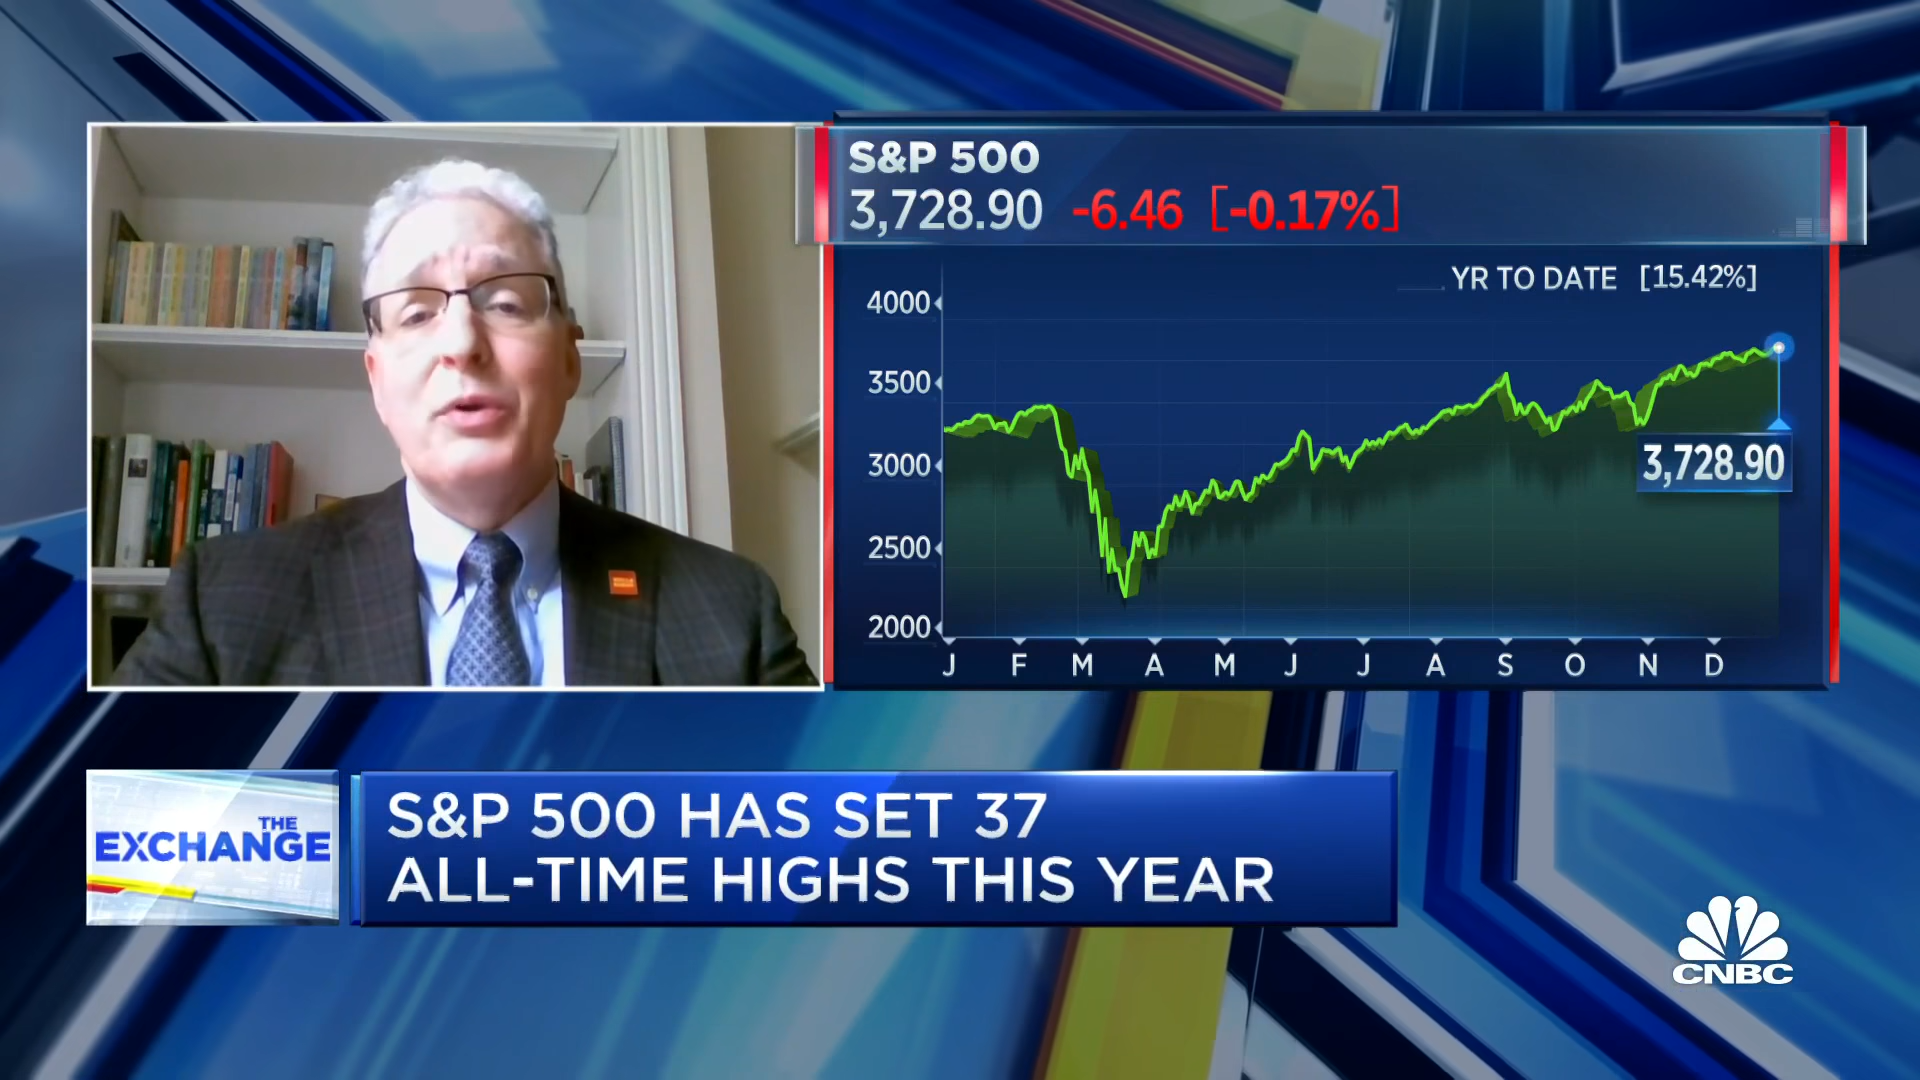 S&P 500
3,728.90 -6.46 [-0.17%]
YR TO DATE [15.42%]
4000
3500
3000
2500
2000
3,728.90
J F M A M J J A S O N D
THE
EXCHANGE
S&P 500 HAS SET 37
ALL-TIME HIGHS THIS YEAR
CNBC